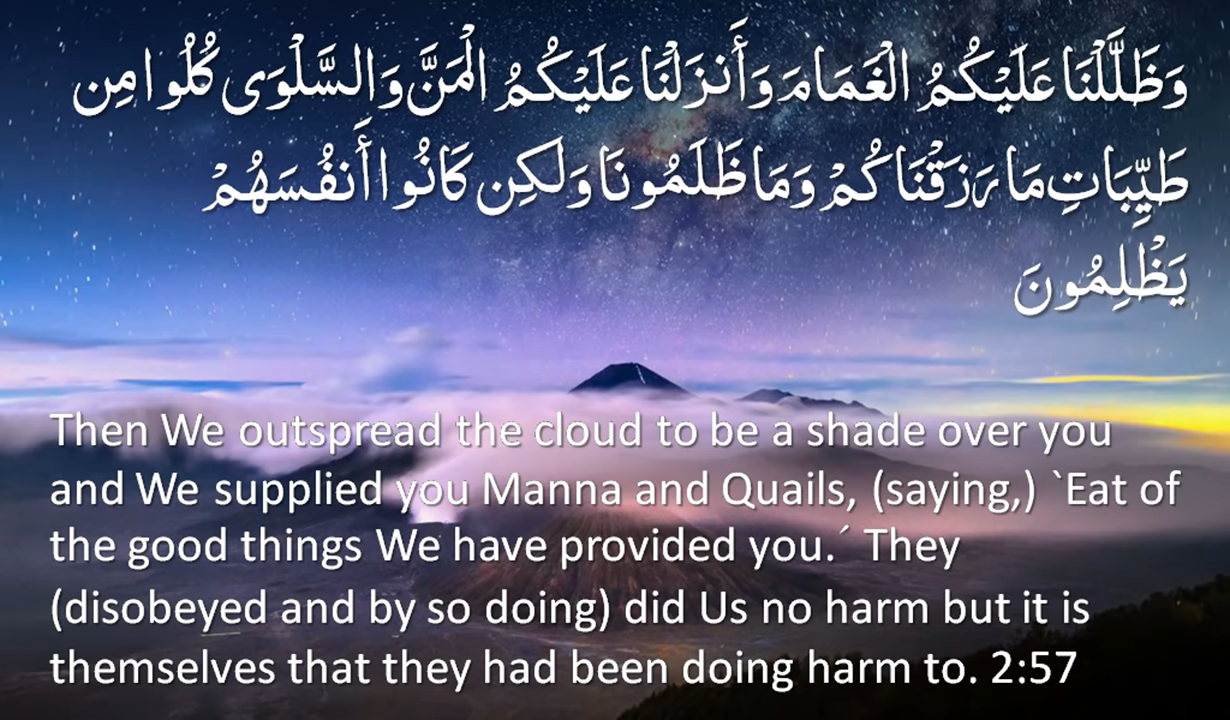 وَظَلَّلْنَا عَلَيْكُمُ الْغَمَامَ وَأَنزَلْنَا عَلَيْكُمُ الْمَنَّ وَالسَّلْوَى كُلُوا مِن
طَيِّبَاتِ مَا رَزَقْنَاكُمْ وَمَا ظَلَمُونَا وَلَكِن كَانُوا أَنفُسَهُمْ
يَظْلِمُونَ
Then We outspread the cloud to be a shade over you
and We supplied you Manna and Quails, (saying,) `Eat of
the good things We have provided you.´ They
(disobeyed and by so doing) did Us no harm but it is
themselves that they had been doing harm to. 2:57